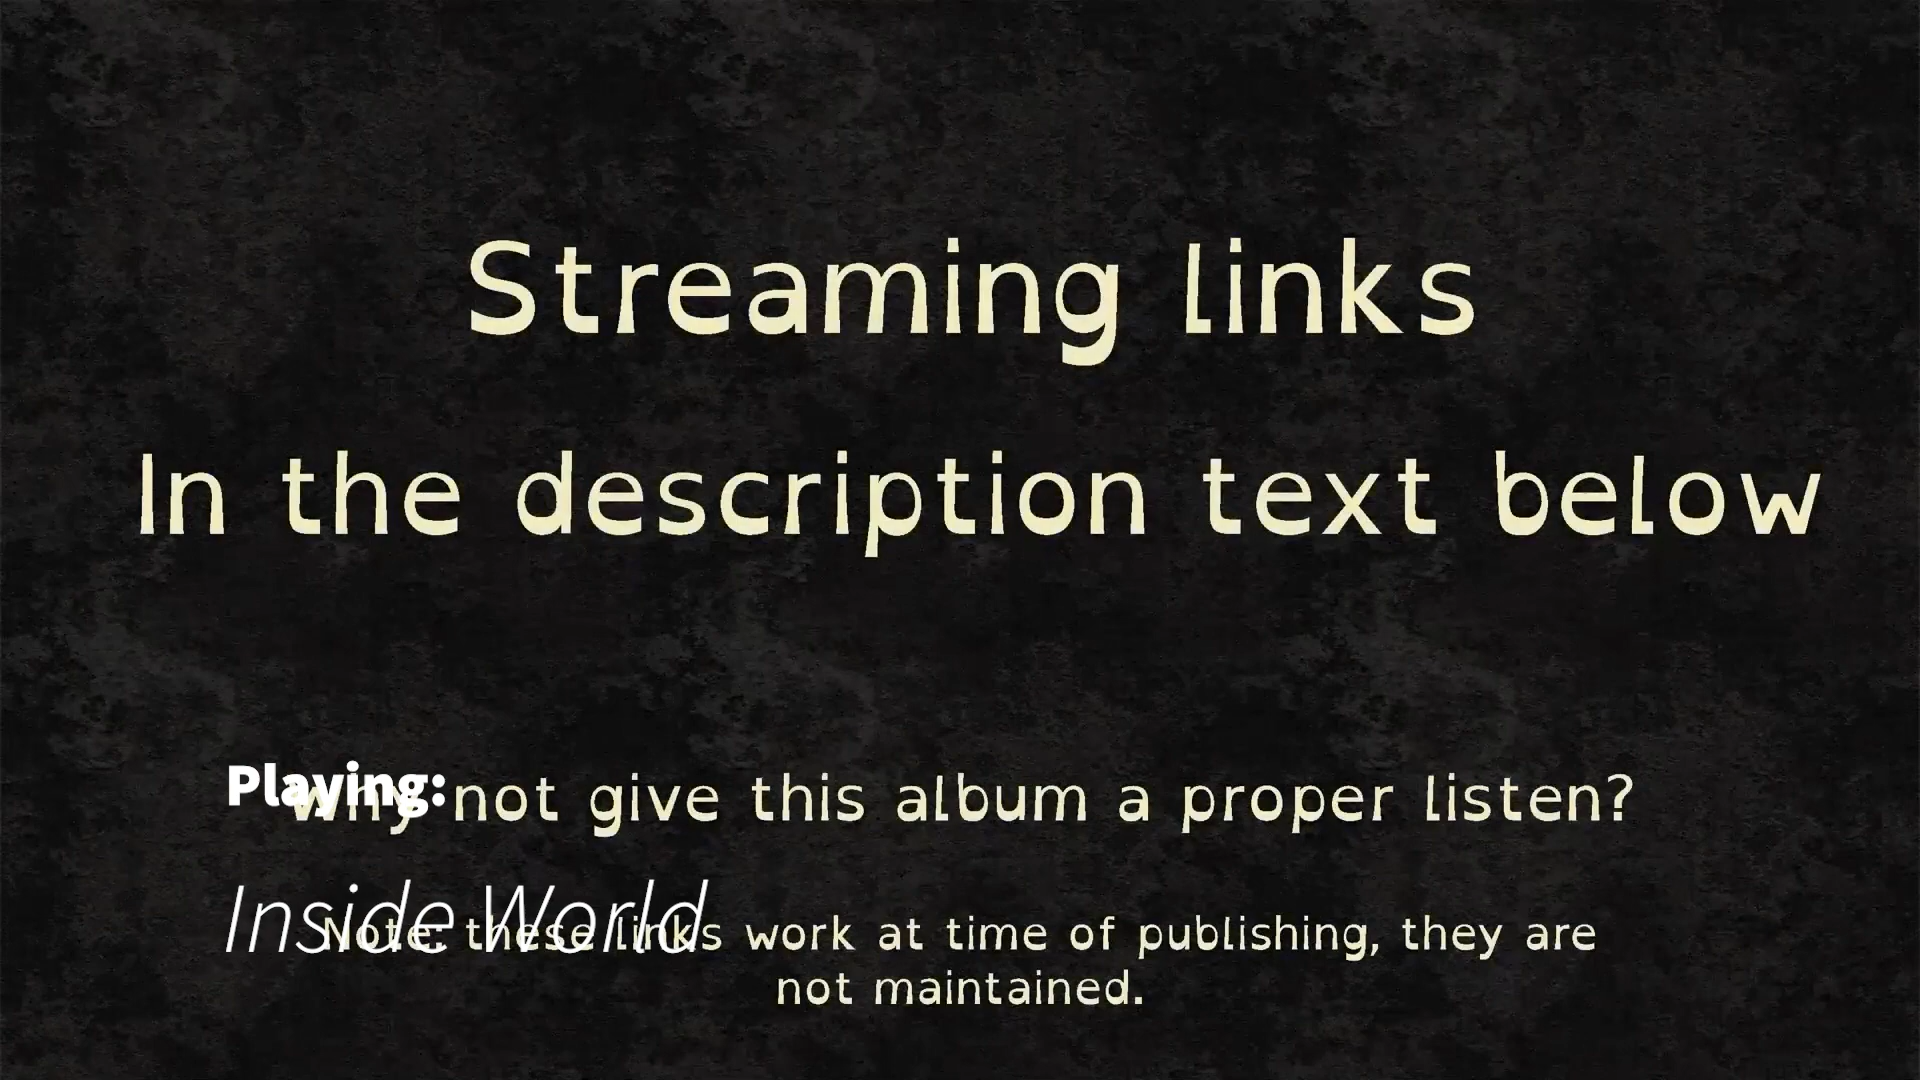 Streaming links
In the description text below
Playing:
Why not give this album a proper listen?
Inside World
Note: these links work at time of publishing, they are
not maintained.